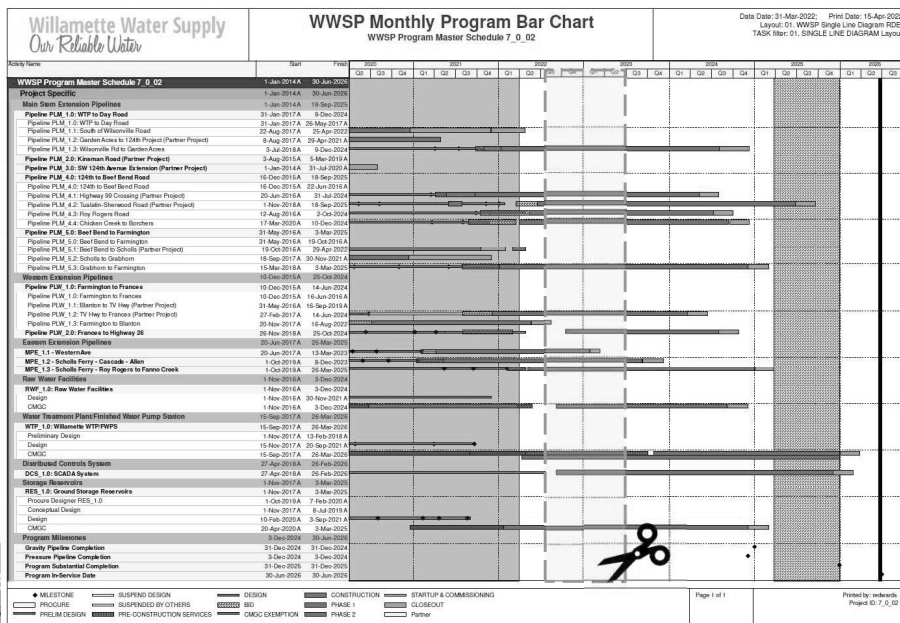 Willamette Water Supply
Our Reliable Water
WWSP Monthly Program Bar Chart
WWSP Program Master Schedule 7_0_02
Data Date: 31-Mar-2022; Print Date: 15-Apr-202
Layout: 01. WWSP Single Line Diagram RDE
TASK filter: 01. SINGLE LINE DIAGRAM Layou
Activity Name Start Finish 2020 2021 2022 2023 2024 2025 2026
Q2 Q3 Q4 Q1 Q2 Q3 Q4 Q1 Q2 Q3 Q4 Q1 Q2 Q3 Q4 Q1 Q2 Q3 Q4 Q1 Q2 Q3 Q4 Q1 Q2 Q3
WWSP Program Master Schedule 7_0_02 1-Jan-2014 A 30-Jun-2026
Project Specific 1-Jan-2014 A 30-Jun-2026
Main Stem Extension Pipelines 1-Jan-2014 A 18-Sep-2025
Pipeline PLM_1.0: WTP to Day Road 31-Jan-2017 A 9-Dec-2024
Pipeline PLM_1.0: WTP to Day Road 31-Jan-2017 A 26-May-2017 A
Pipeline PLM_1.1: South of Wilsonville Road 22-Aug-2017 A 25-Apr-2022
Pipeline PLM_1.2: Garden Acres to 124th Project (Partner Project) 8-Aug-2017 A 29-Apr-2021 A
Pipeline PLM_1.3: Wilsonville Rd to Garden Acres 3-Jul-2018 A 9-Dec-2024
Pipeline PLM_2.0: Kinsman Road (Partner Project) 3-Aug-2015 A 5-Mar-2019 A
Pipeline PLM_3.0: SW 124th Avenue Extension (Partner Project) 1-Jan-2014 A 31-Jul-2020 A
Pipeline PLM_4.0: 124th to Beef Bend Road 16-Dec-2015 A 18-Sep-2025
Pipeline PLM_4.0: 124th to Beef Bend Road 16-Dec-2015 A 22-Jun-2016 A
Pipeline PLM_4.1: Highway 99 Crossing (Partner Project) 20-Jun-2016 A 31-Jul-2024
Pipeline PLM_4.2: Tualatin-Sherwood Road (Partner Project) 1-Nov-2018 A 18-Sep-2025
Pipeline PLM_4.3: Roy Rogers Road 12-Aug-2016 A 2-Oct-2024
Pipeline PLM_4.4: Chicken Creek to Borchers 17-Mar-2020 A 10-Dec-2024
Pipeline PLM_5.0: Beef Bend to Farmington 31-May-2016 A 3-Mar-2025
Pipeline PLM_5.0: Beef Bend to Farmington 31-May-2016 A 19-Oct-2016 A
Pipeline PLM_5.1: Beef Bend to Scholls (Partner Project) 19-Oct-2016 A 29-Apr-2022
Pipeline PLM_5.2: Scholls to Grabhorn 18-Sep-2017 A 30-Nov-2021 A
Pipeline PLM_5.3: Grabhorn to Farmington 15-Mar-2018 A 3-Mar-2025
Western Extension Pipelines 10-Dec-2015 A 25-Oct-2024
Pipeline PLW_1.0: Farmington to Frances 10-Dec-2015 A 14-Jun-2024
Pipeline PLW_1.0: Farmington to Frances 10-Dec-2015 A 16-Jun-2016 A
Pipeline PLW_1.1: Blanton to TV Hwy (Partner Project) 31-May-2016 A 16-Sep-2019 A
Pipeline PLW_1.2: TV Hwy to Frances (Partner Project) 27-Feb-2017 A 14-Jun-2024
Pipeline PLW_1.3: Farmington to Blanton 20-Nov-2017 A 16-Aug-2022
Pipeline PLW_2.0: Frances to Highway 26 26-Nov-2018 A 25-Oct-2024
Eastern Extension Pipelines 20-Jun-2017 A 26-Mar-2025
MPE_1.1 - Western Ave 20-Jun-2017 A 13-Mar-2023
MPE_1.2 - Scholls Ferry - Cascade - Allen 1-Oct-2019 A 8-Dec-2023
MPE_1.3 - Scholls Ferry - Roy Rogers to Fanno Creek 1-Oct-2019 A 26-Mar-2025
Raw Water Facilities 1-Nov-2016 A 3-Dec-2024
RWF_1.0: Raw Water Facilities 1-Nov-2016 A 3-Dec-2024
Design 1-Nov-2016 A 30-Nov-2021 A
CMGC 1-Nov-2016 A 3-Dec-2024
Water Treatment Plant/Finished Water Pump Station 15-Sep-2017 A 26-Mar-2026
WTP_1.0: Willamette WTP/FWPS 15-Sep-2017 A 26-Mar-2026
Preliminary Design 1-Nov-2017 A 13-Feb-2018 A
Design 15-Nov-2017 A 20-Sep-2021 A
CMGC 15-Sep-2017 A 26-Mar-2026
Distributed Controls System 27-Apr-2018 A 26-Feb-2026
DCS_1.0: SCADA System 27-Apr-2018 A 26-Feb-2026
Storage Reservoirs 1-Nov-2017 A 3-Mar-2025
RES_1.0: Ground Storage Reservoirs 1-Nov-2017 A 3-Mar-2025
Procure Designer RES_1.0 1-Oct-2019 A 7-Feb-2020 A
Conceptual Design 1-Nov-2017 A 8-Jul-2019 A
Design 10-Feb-2020 A 3-Sep-2021 A
CMGC 20-Apr-2020 A 3-Mar-2025
Program Milestones 3-Dec-2024 30-Jun-2026
Gravity Pipeline Completion 31-Dec-2024 31-Dec-2024
Pressure Pipeline Completion 3-Dec-2024 3-Dec-2024
Program Substantial Completion 31-Dec-2025 31-Dec-2025
Program In-Service Date 30-Jun-2026 30-Jun-2026
MILESTONE SUSPEND DESIGN DESIGN CONSTRUCTION STARTUP & COMMISSIONING
PROCURE SUSPENDED BY OTHERS BID PHASE 1 CLOSEOUT
PRELIM DESIGN PRE-CONSTRUCTION SERVICES CMGC EXEMPTION PHASE 2 Partner
Page 1 of 1
Printed by: redwards
Project ID: 7_0_02